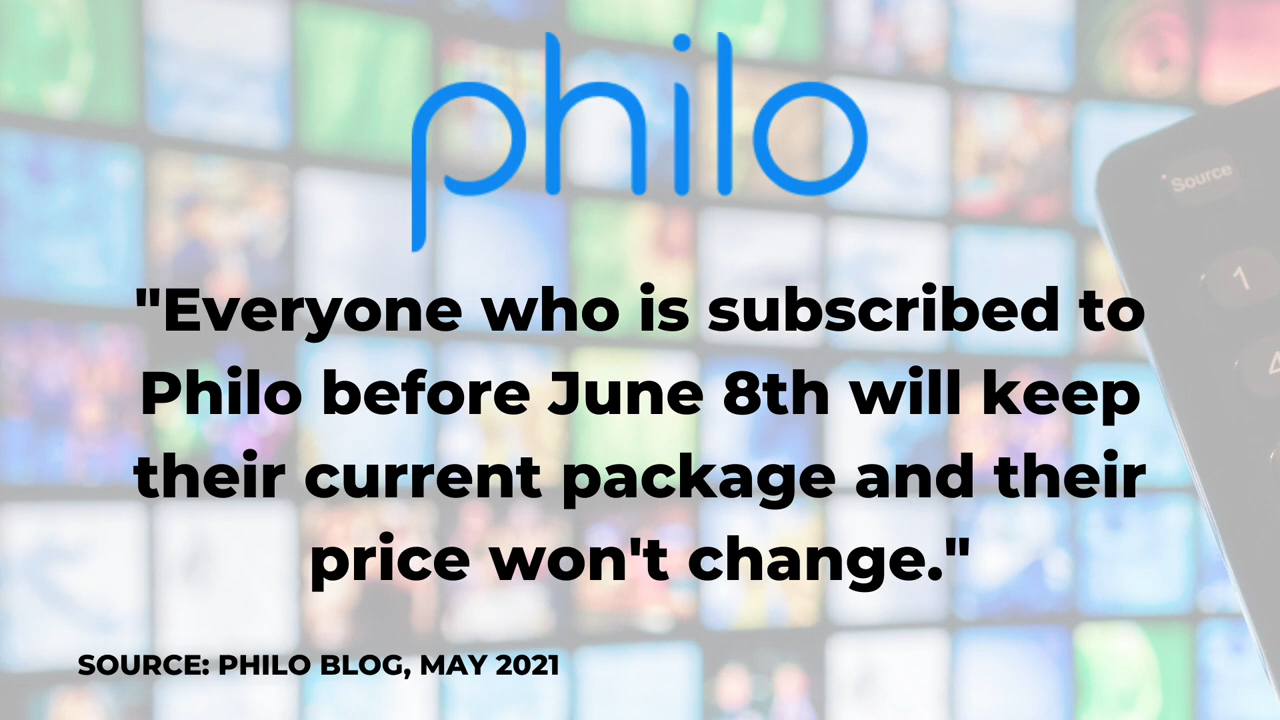 philo
Source
1
4
"Everyone who is subscribed to
Philo before June 8th will keep
their current package and their
price won't change."
SOURCE: PHILO BLOG, MAY 2021